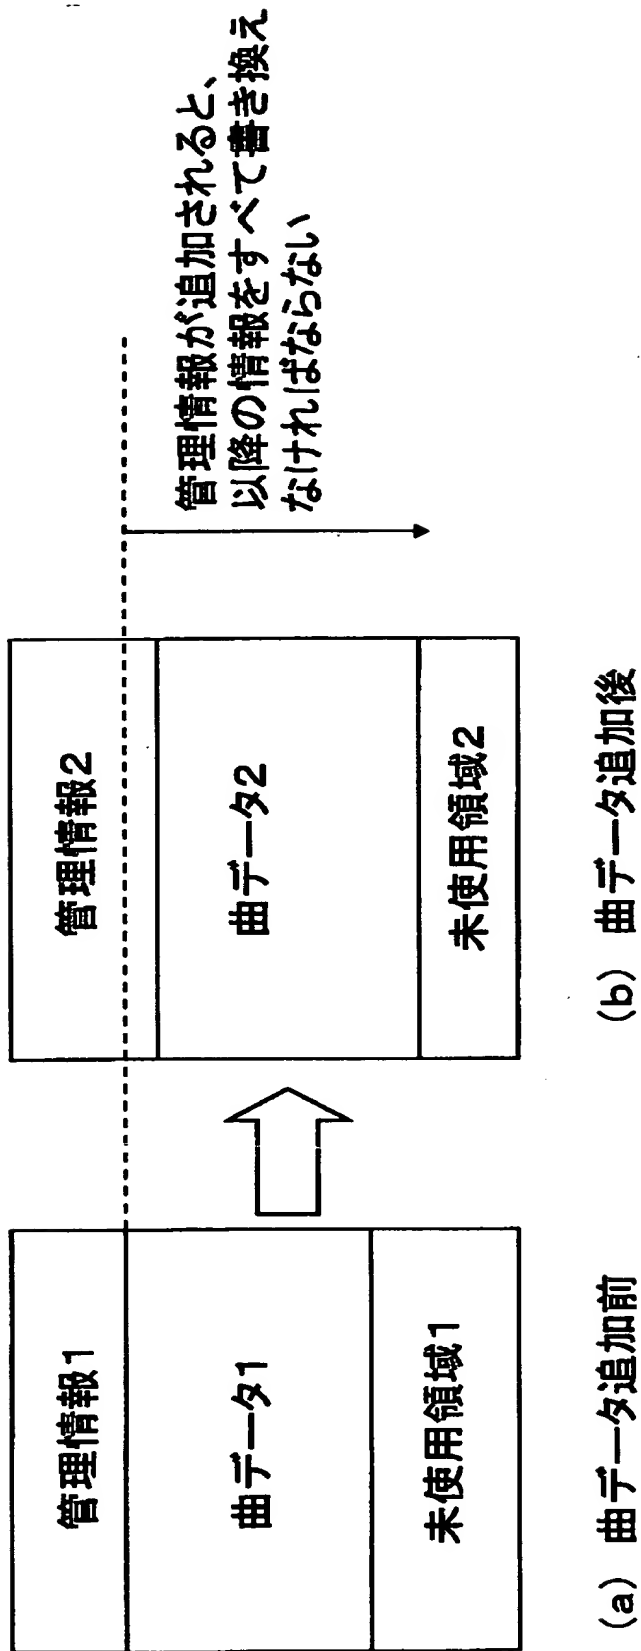 管理情報1
曲データ1
未使用領域1
(a) 曲データ追加前
管理情報2
曲データ2
未使用領域2
(b) 曲データ追加後
管理情報が追加されると、
以降の情報をすべて書き換え
なければならない